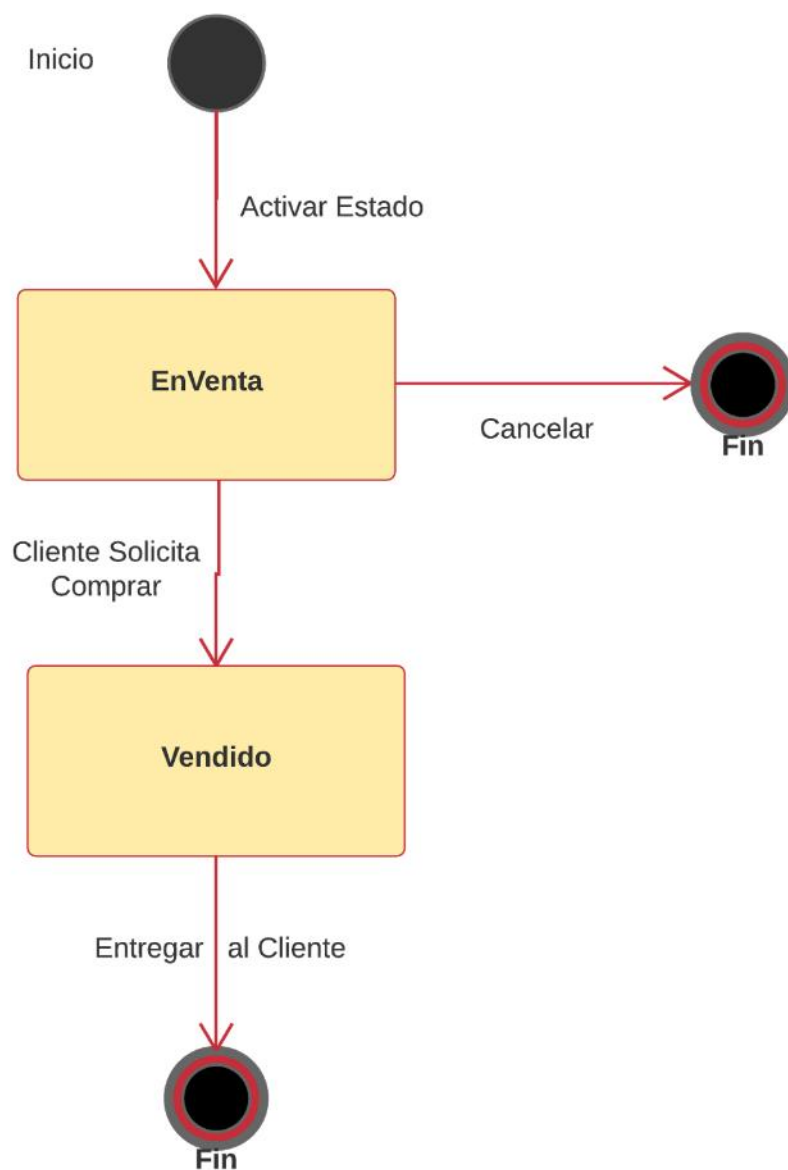 Inicio
Activar Estado
EnVenta
Cancelar
Fin
Cliente Solicita
Comprar
Vendido
Entregar al Cliente
Fin